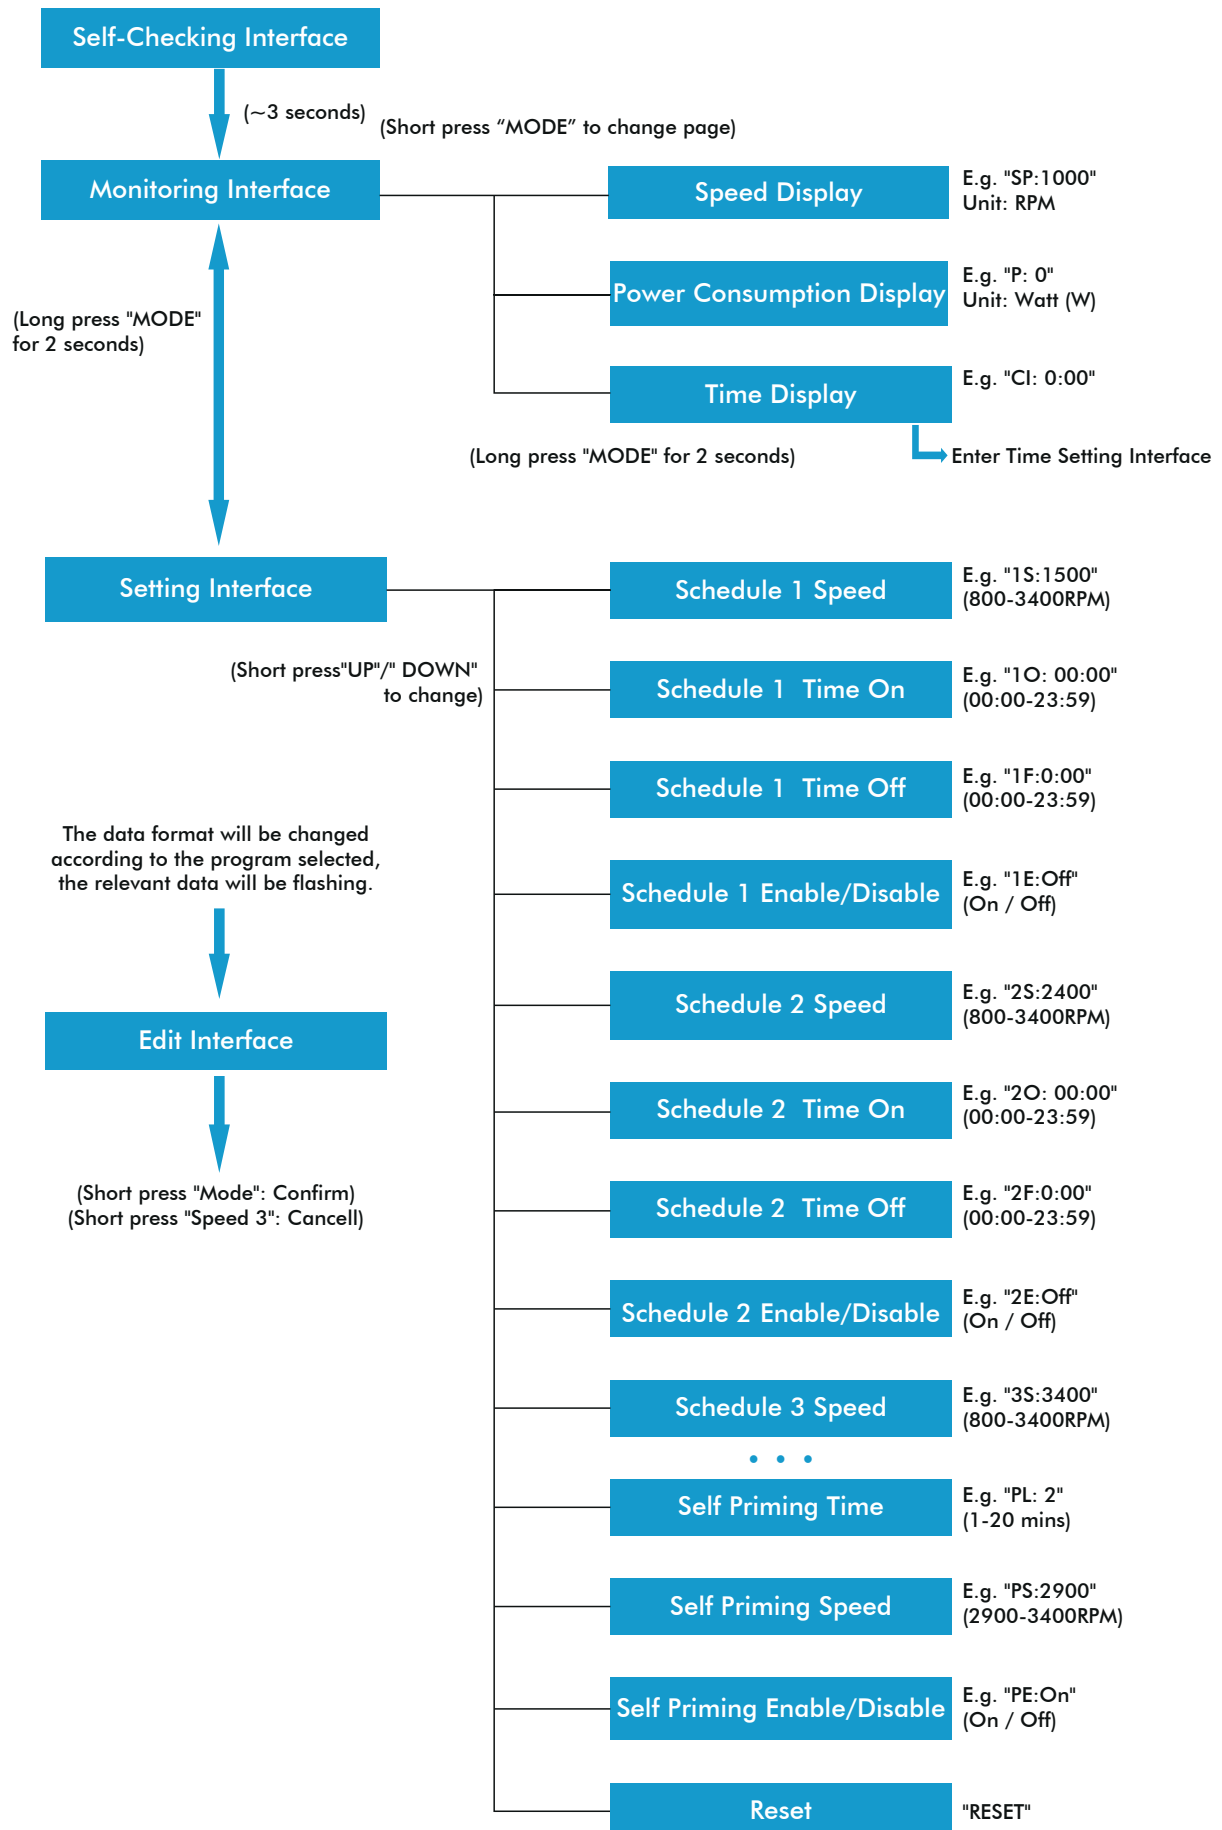 Self-Checking Interface
(~3 seconds)
(Short press “MODE” to change page)
Monitoring Interface
Speed Display
E.g. "SP:1000"
Unit: RPM
Power Consumption Display
E.g. "P: 0"
Unit: Watt (W)
(Long press "MODE"
for 2 seconds)
Time Display
E.g. "CI: 0:00"
(Long press "MODE" for 2 seconds)
Enter Time Setting Interface
Setting Interface
Schedule 1 Speed
E.g. "1S:1500"
(800-3400RPM)
(Short press"UP"/" DOWN"
to change)
Schedule 1  Time On
E.g. "1O: 00:00"
(00:00-23:59)
Schedule 1  Time Off
E.g. "1F:0:00"
(00:00-23:59)
The data format will be changed
according to the program selected,
the relevant data will be flashing.
Schedule 1 Enable/Disable
E.g. "1E:Off"
(On / Off)
Schedule 2 Speed
E.g. "2S:2400"
(800-3400RPM)
Edit Interface
Schedule 2  Time On
E.g. "2O: 00:00"
(00:00-23:59)
(Short press "Mode": Confirm)
(Short press "Speed 3": Cancell)
Schedule 2  Time Off
E.g. "2F:0:00"
(00:00-23:59)
Schedule 2 Enable/Disable
E.g. "2E:Off"
(On / Off)
Schedule 3 Speed
E.g. "3S:3400"
(800-3400RPM)
• • •
Self Priming Time
E.g. "PL: 2"
(1-20 mins)
Self Priming Speed
E.g. "PS:2900"
(2900-3400RPM)
Self Priming Enable/Disable
E.g. "PE:On"
(On / Off)
Reset
"RESET"